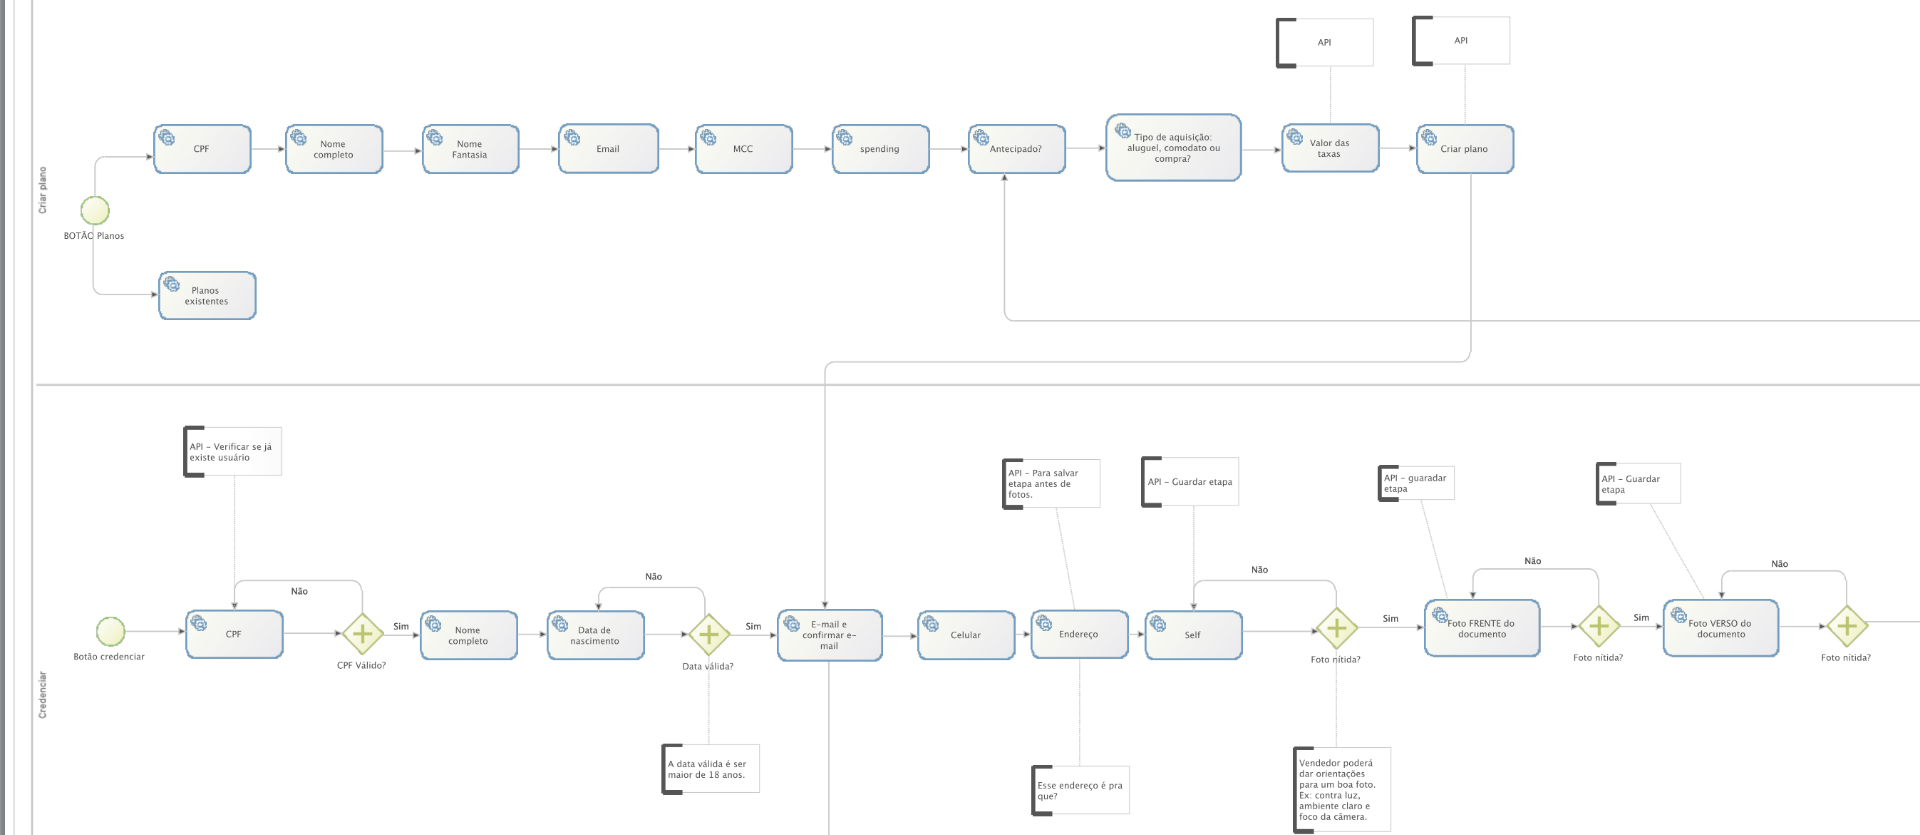 API
API
Criar plano
CPF
Nome
completo
Nome
Fantasia
Email
MCC
spending
Antecipado?
Tipo de aquisição:
aluguel, comodato ou
compra?
Valor das
taxas
Criar plano
BOTÃO Planos
Planos
existentes
Credenciar
API - Verificar se já
existe usuário
API - Para salvar
etapa antes de
fotos.
API - Guardar etapa
API - guaradar
etapa
API - Guardar
etapa
Não
Não
Não
Não
Não
Botão credenciar
CPF
CPF Válido?
Sim
Nome
completo
Data de
nascimento
Data válida?
Sim
E-mail e
confirmar e-
mail
Celular
Endereço
Self
Foto nítida?
Sim
Foto FRENTE do
documento
Foto nítida?
Sim
Foto VERSO do
documento
Foto nítida?
A data válida é ser
maior de 18 anos.
Esse endereço é pra
que?
Vendedor poderá
dar orientações
para um boa foto.
Ex: contra luz,
ambiente claro e
foco da câmera.